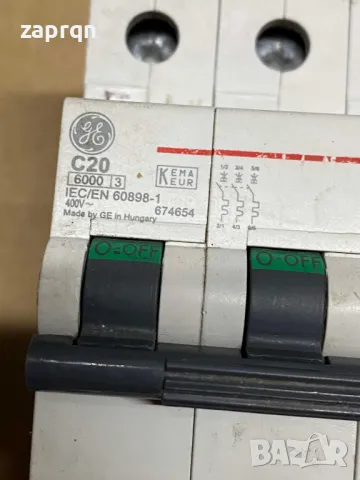 zaprqn
GE
C20
6000 3
KEMA
KEUR
IEC/EN 60898-1
400V~
674654
Made by GE in Hungary
1/2 3/4 5/6
2/1 4/3 6/5
O-OFF O-OFF
BAZAR